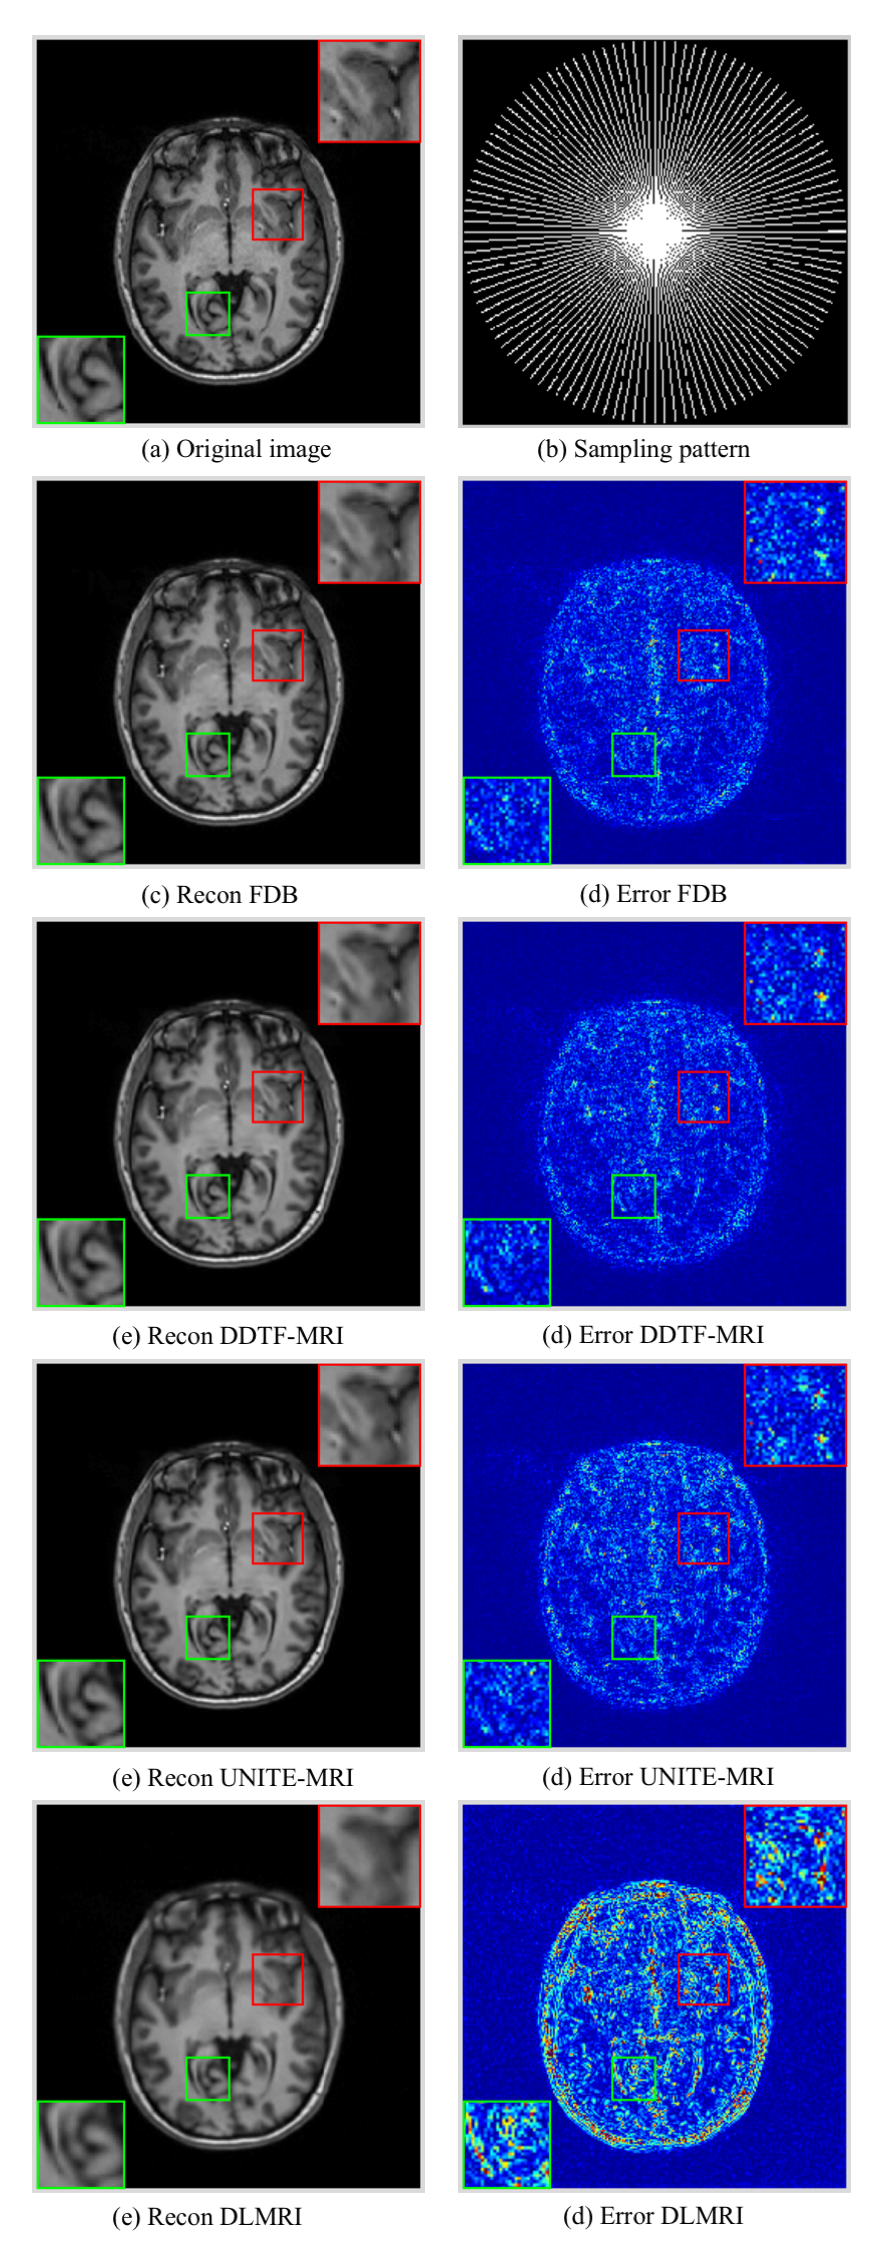 (a) Original image
(b) Sampling pattern
(c) Recon FDB
(d) Error FDB
(e) Recon DDTF-MRI
(d) Error DDTF-MRI
(e) Recon UNITE-MRI
(d) Error UNITE-MRI
(e) Recon DLMRI
(d) Error DLMRI